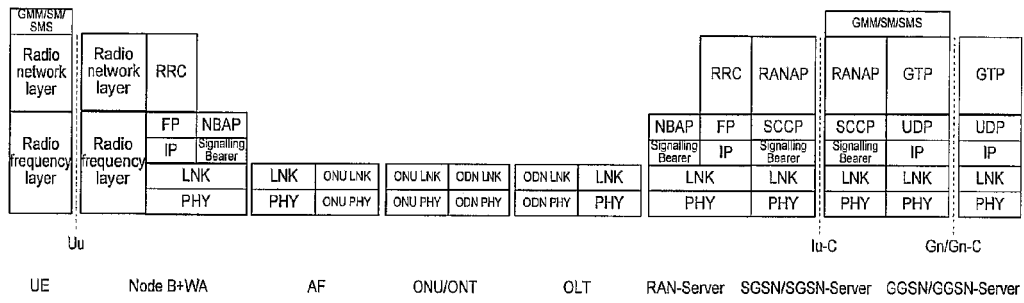 GMM/SM/
SMS
GMM/SM/SMS
Radio
network
layer
Radio
network
layer
RRC
RRC
RANAP
RANAP
GTP
GTP
Radio
frequency
layer
Radio
frequency
layer
FP
NBAP
NBAP
FP
SCCP
SCCP
UDP
UDP
IP
Signalling
Bearer
Signalling
Bearer
IP
Signalling
Bearer
Signalling
Bearer
IP
IP
LNK
LNK
ONU LNK
ONU LNK
ODN LNK
ODN LNK
LNK
LNK
LNK
LNK
LNK
LNK
PHY
PHY
ONU PHY
ONU PHY
ODN PHY
ODN PHY
PHY
PHY
PHY
PHY
PHY
PHY
Uu
Iu-C
Gn/Gn-C
UE
Node B+WA
AF
ONU/ONT
OLT
RAN-Server
SGSN/SGSN-Server
GGSN/GGSN-Server